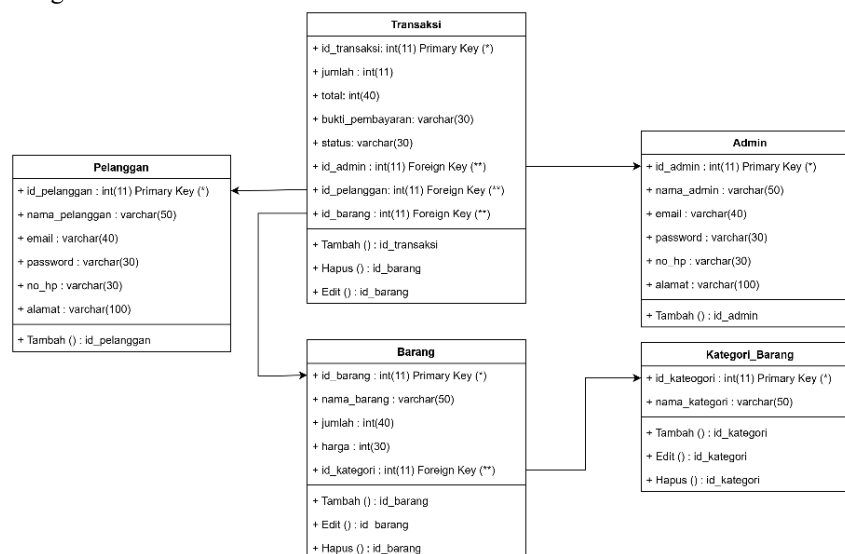 Transaksi
+ id_transaksi: int(11) Primary Key (*)
+ jumlah : int(11)
+ total: int(40)
+ bukti_pembayaran: varchar(30)
+ status: varchar(30)
+ id_admin : int(11) Foreign Key (**)
+ id_pelanggan: int(11) Foreign Key (**)
+ id_barang : int(11) Foreign Key (**)
+ Tambah () : id_transaksi
+ Hapus () : id_barang
+ Edit () : id_barang
Pelanggan
+ id_pelanggan : int(11) Primary Key (*)
+ nama_pelanggan : varchar(50)
+ email : varchar(40)
+ password : varchar(30)
+ no_hp : varchar(30)
+ alamat : varchar(100)
+ Tambah () : id_pelanggan
Admin
+ id_admin : int(11) Primary Key (*)
+ nama_admin : varchar(50)
+ email : varchar(40)
+ password : varchar(30)
+ no_hp : varchar(30)
+ alamat : varchar(100)
+ Tambah () : id_admin
Barang
+ id_barang : int(11) Primary Key (*)
+ nama_barang : varchar(50)
+ jumlah : int(40)
+ harga : int(30)
+ id_kategori : int(11) Foreign Key (**)
+ Tambah () : id_barang
+ Edit () : id_barang
+ Hapus () : id_barang
Kategori_Barang
+ id_kateogori : int(11) Primary Key (*)
+ nama_kategori : varchar(50)
+ Tambah () : id_kategori
+ Edit () : id_kategori
+ Hapus () : id_kategori